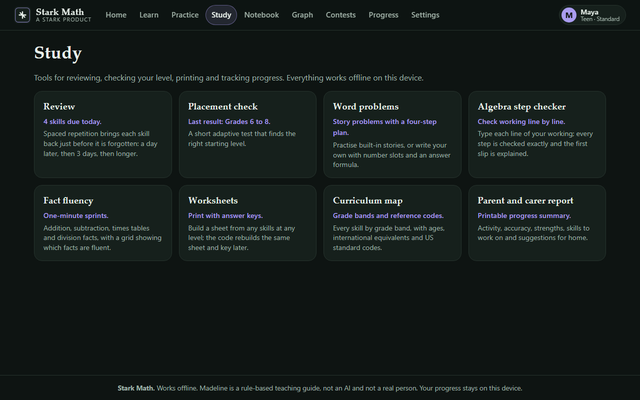 Stark Math
A STARK PRODUCT
Home
Learn
Practice
Study
Notebook
Graph
Contests
Progress
Settings
M
Maya
Teen · Standard
Study
Tools for reviewing, checking your level, printing and tracking progress. Everything works offline on this device.
Review
4 skills due today.
Spaced repetition brings each skill
back just before it is forgotten: a day
later, then 3 days, then longer.
Placement check
Last result: Grades 6 to 8.
A short adaptive test that finds the
right starting level.
Word problems
Story problems with a four-step
plan.
Practise built-in stories, or write your
own with number slots and an answer
formula.
Algebra step checker
Check working line by line.
Type each line of your working: every
step is checked exactly and the first
slip is explained.
Fact fluency
One-minute sprints.
Addition, subtraction, times tables
and division facts, with a grid showing
which facts are fluent.
Worksheets
Print with answer keys.
Build a sheet from any skills at any
level; the code rebuilds the same
sheet and key later.
Curriculum map
Grade bands and reference codes.
Every skill by grade band, with ages,
international equivalents and US
standard codes.
Parent and carer report
Printable progress summary.
Activity, accuracy, strengths, skills to
work on and suggestions for home.
Stark Math. Works offline. Madeline is a rule-based teaching guide, not an AI and not a real person. Your progress stays on this device.